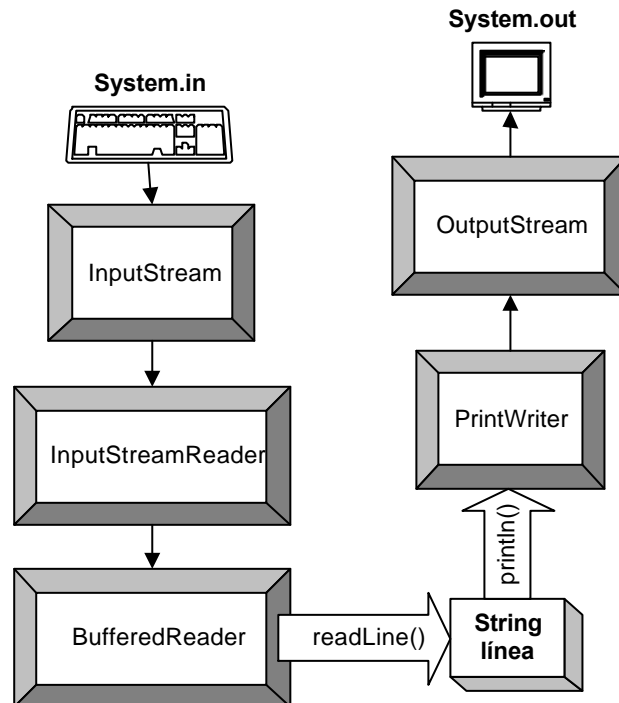 System.out
System.in
OutputStream
InputStream
PrintWriter
InputStreamReader
println()
BufferedReader
readLine()
String
línea